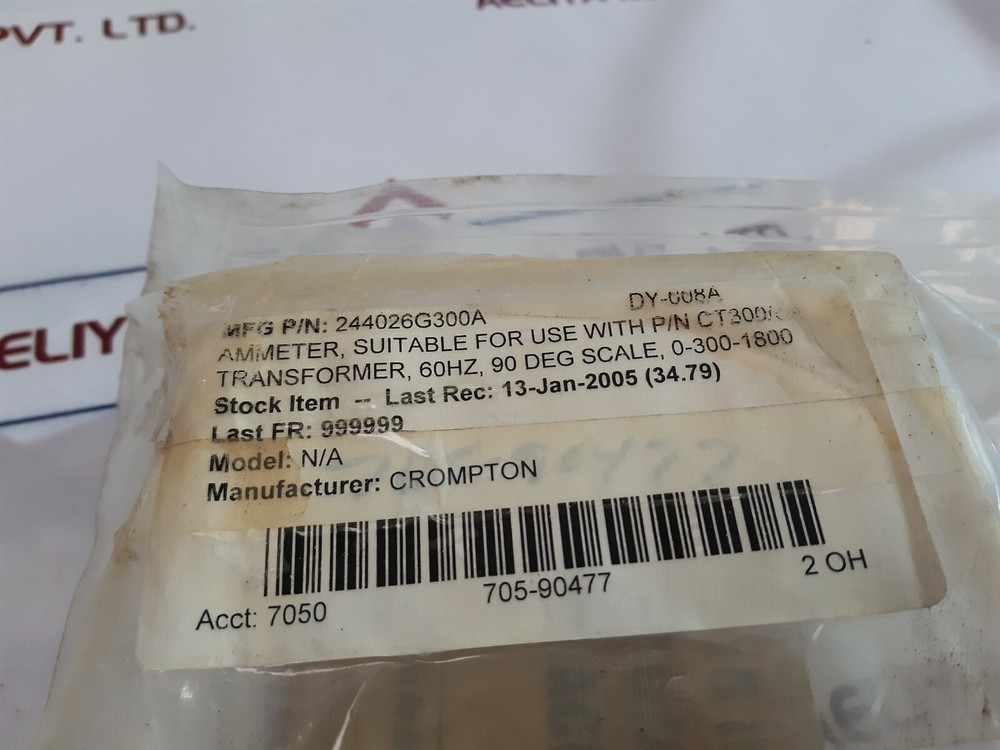 PVT. LTD.
ELIY
DY-008A
MFG P/N: 244026G300A
AMMETER, SUITABLE FOR USE WITH P/N
TRANSFORMER, 60HZ, 90 DEG SCALE, 0-300-1800
Stock Item -- Last Rec: 13-Jan-2005 (34.79)
Last FR: 999999
Model: N/A
Manufacturer: CROMPTON
705-90477
2 OH
Acct: 7050